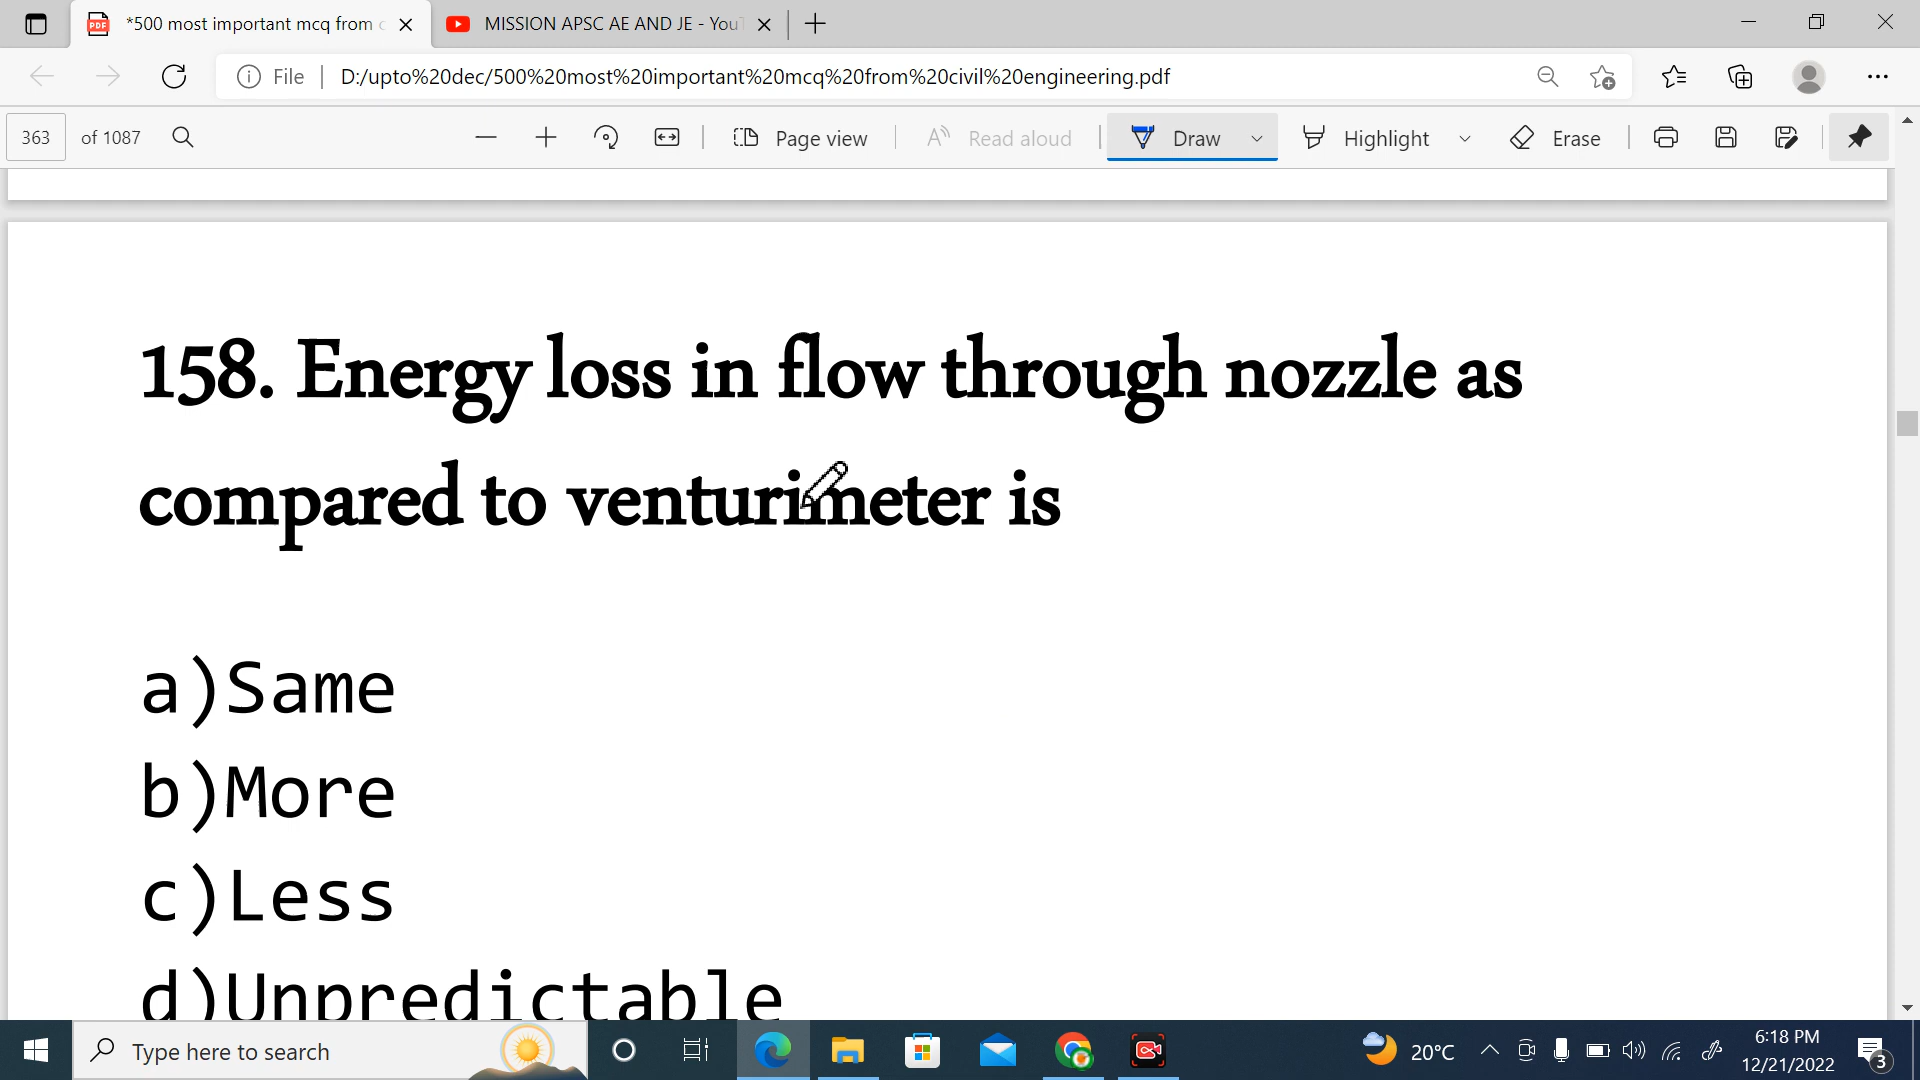 *500 most important mcq from c
MISSION APSC AE AND JE - YouT
File
D:/upto%20dec/500%20most%20important%20mcq%20from%20civil%20engineering.pdf
363 of 1087
Page view
Read aloud
Draw
Highlight
Erase
158. Energy loss in flow through nozzle as
compared to venturimeter is
a)Same
b)More
c)Less
d)Unpredictable
Type here to search
20°C
6:18 PM
12/21/2022
3